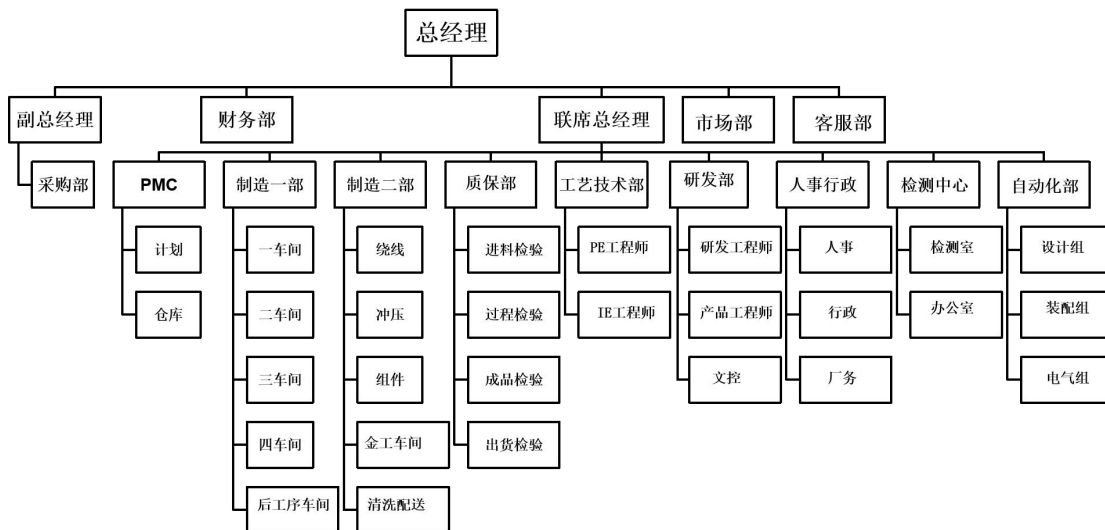 总经理
副总经理
财务部
联席总经理
市场部
客服部
采购部
PMC
制造一部
制造二部
质保部
工艺技术部
研发部
人事行政
检测中心
自动化部
计划
一车间
绕线
进料检验
PE工程师
研发工程师
人事
检测室
设计组
仓库
二车间
冲压
过程检验
IE工程师
产品工程师
行政
办公室
装配组
三车间
组件
成品检验
文控
厂务
电气组
四车间
金工车间
出货检验
后工序车间
清洗配送